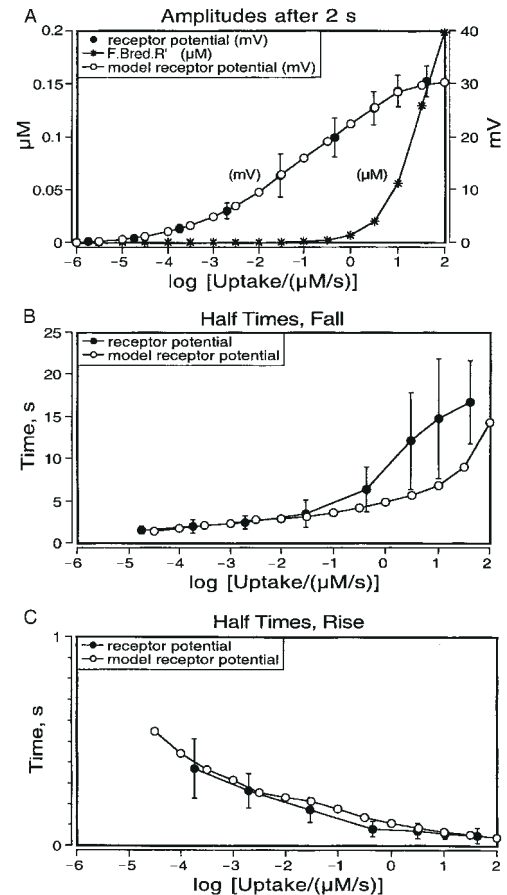 A
Amplitudes after 2 s
receptor potential (mV)
F.Bred.R' (μM)
model receptor potential (mV)
0.2
0.15
0.1
0.05
0
μM
40
30
20
10
0
mV
(mV)
(μM)
-6 -5 -4 -3 -2 -1 0 1 2
log [Uptake/(μM/s)]
B
Half Times, Fall
receptor potential
model receptor potential
25
20
15
10
5
0
Time, s
-6 -5 -4 -3 -2 -1 0 1 2
log [Uptake/(μM/s)]
C
Half Times, Rise
receptor potential
model receptor potential
1
0
Time, s
-6 -5 -4 -3 -2 -1 0 1 2
log [Uptake/(μM/s)]